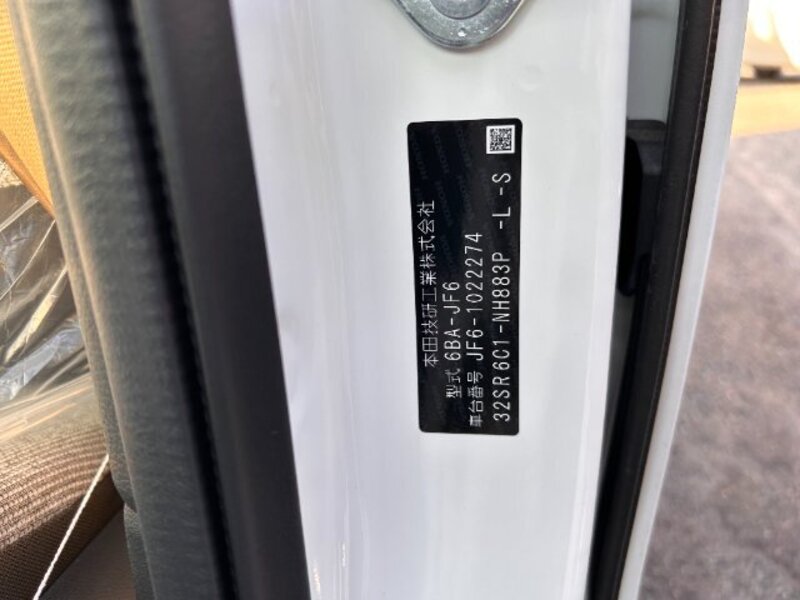 本田技研工業株式会社
型式 6BA-JF6
車台番号 JF6-1022274
32SR6C1-NH883P -L -S